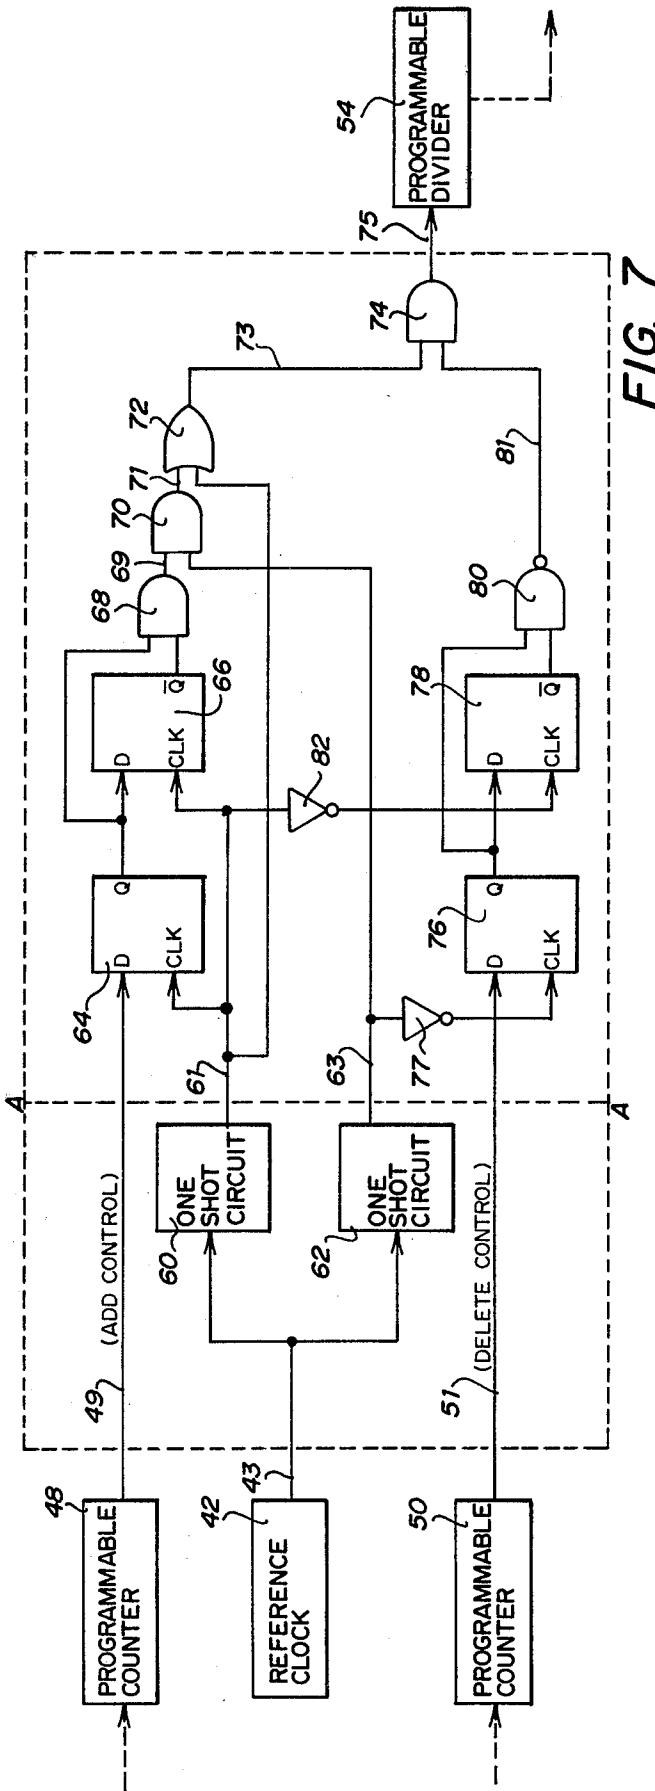 48
PROGRAMMABLE
COUNTER
49
(ADD CONTROL)
42
REFERENCE
CLOCK
43
50
PROGRAMMABLE
COUNTER
51
(DELETE CONTROL)
A
A
60
ONE
SHOT
CIRCUIT
61
62
ONE
SHOT
CIRCUIT
63
64
D
Q
CLK
D
Q̅
CLK
66
68
69
70
71
72
73
74
75
54
PROGRAMMABLE
DIVIDER
82
77
76
D
Q
CLK
78
D
Q̅
CLK
80
81
FIG. 7